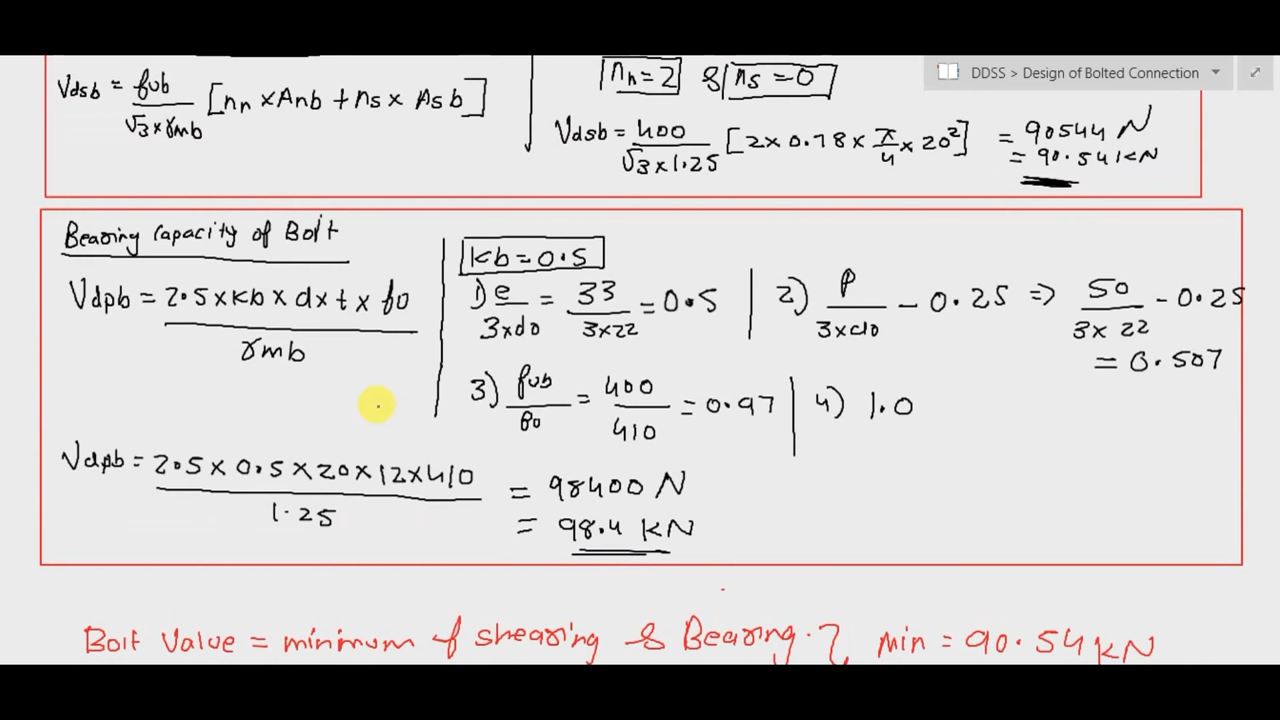 DDSS > Design of Bolted Connection
Vdsb = fub / √3 × γmb [nn × Anb + ns × Asb]
nn = 2 & ns = 0
Vdsb = 400 / √3 × 1.25 [2 × 0.78 × π/4 × 20²] = 90544 N
= 90.54 kN
Bearing Capacity of Bolt
Vdpb = 2.5 × kb × d × t × fu / γmb
kb = 0.5
1) e / 3×do = 33 / 3×22 = 0.5
2) P / 3×do - 0.25 ⇒ 50 / 3×22 - 0.25
= 0.507
3) fub / fu = 400 / 410 = 0.97
4) 1.0
Vdpb = 2.5 × 0.5 × 20 × 12 × 410 / 1.25 = 98400 N
= 98.4 KN
Bolt Value = minimum of shearing & Bearing. } min = 90.54 kN